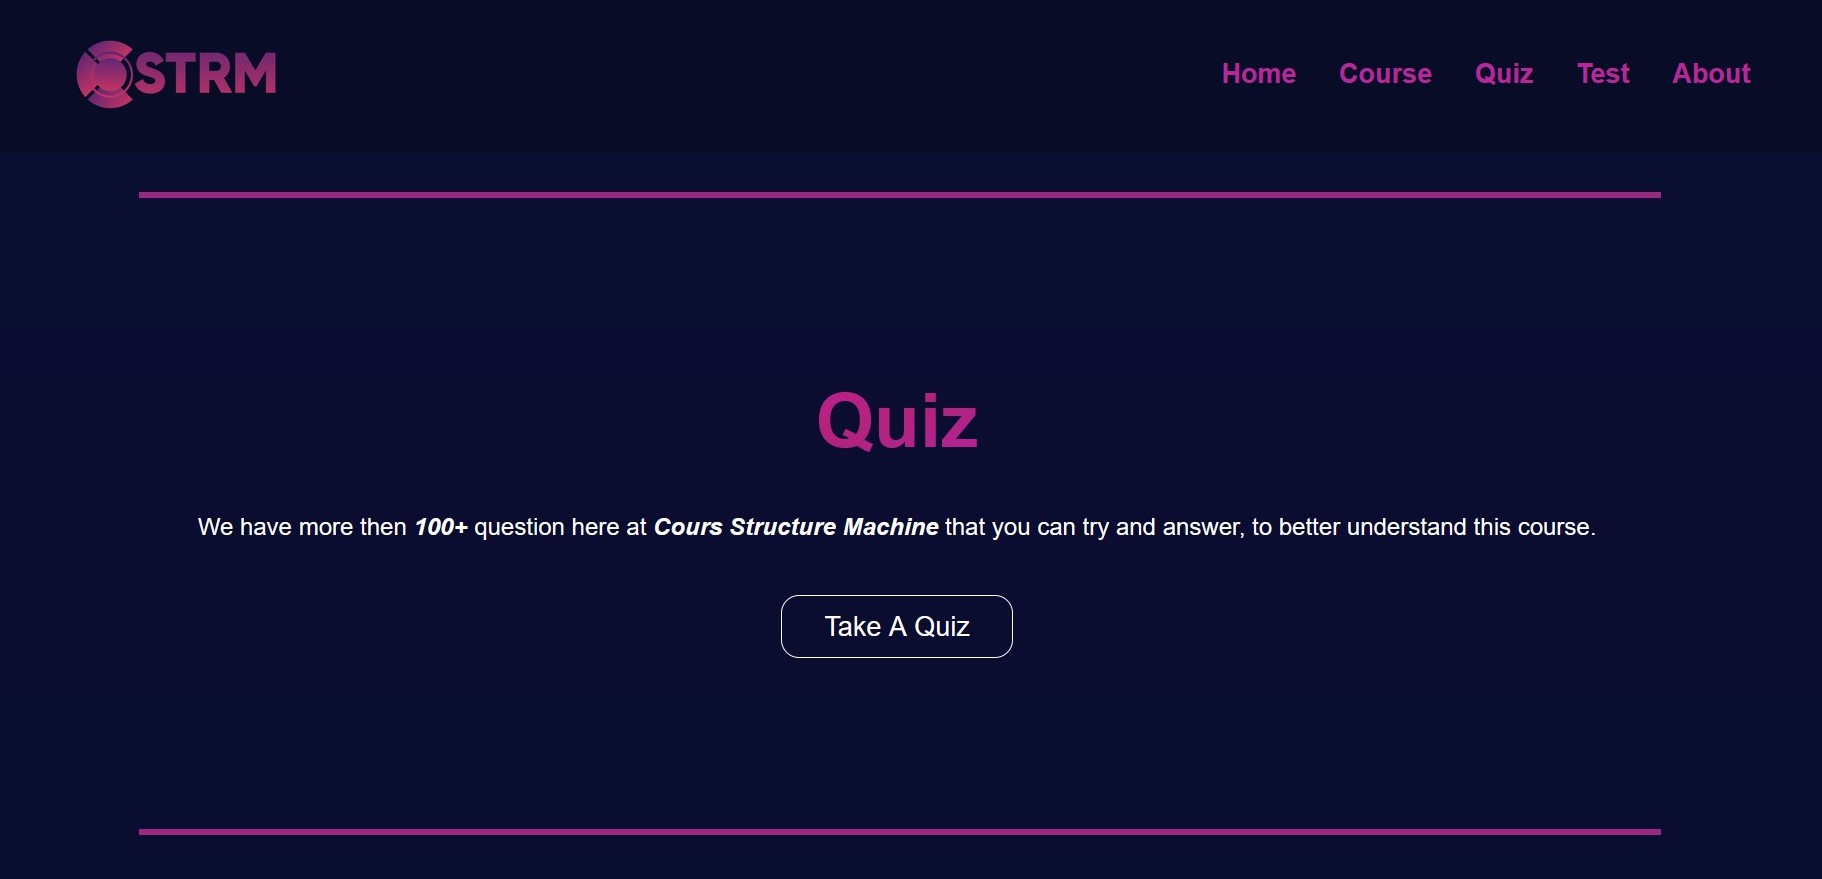 STRM
Home Course Quiz Test About
Quiz
We have more then 100+ question here at Cours Structure Machine that you can try and answer, to better understand this course.
Take A Quiz